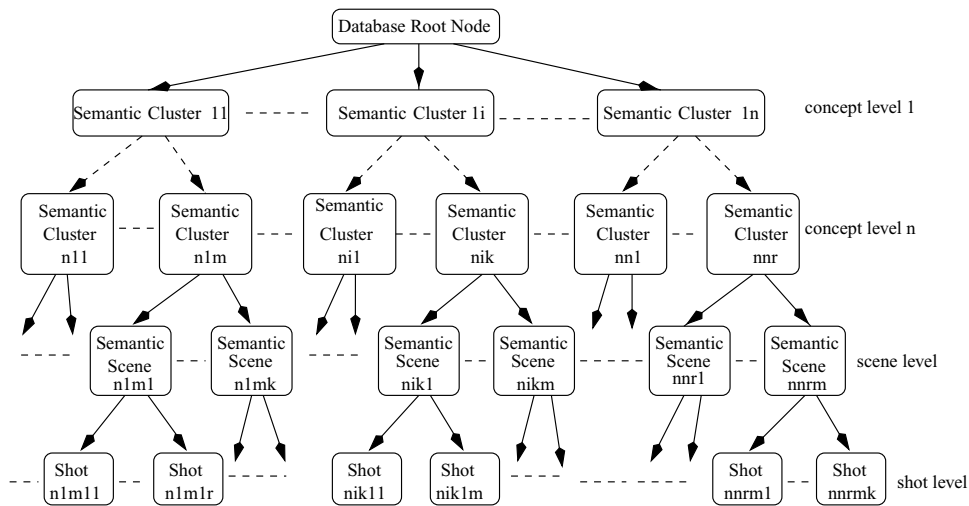 Database Root Node
Semantic Cluster 11
Semantic Cluster 1i
Semantic Cluster 1n
concept level 1
Semantic
Cluster
n11
Semantic
Cluster
n1m
Semantic
Cluster
ni1
Semantic
Cluster
nik
Semantic
Cluster
nn1
Semantic
Cluster
nnr
concept level n
Semantic
Scene
n1m1
Semantic
Scene
n1mk
Semantic
Scene
nik1
Semantic
Scene
nikm
Semantic
Scene
nnr1
Semantic
Scene
nnrm
scene level
Shot
n1m11
Shot
n1m1r
Shot
nik11
Shot
nik1m
Shot
nnrm1
Shot
nnrmk
shot level